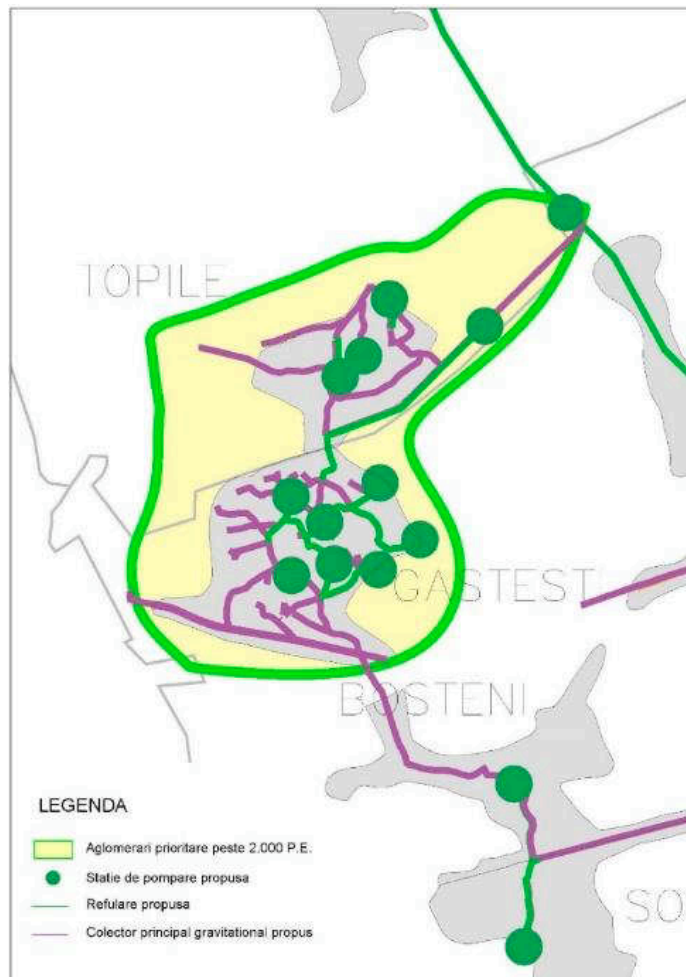 TOPILE
GASTEST
BOSTENI
SO
LEGENDA
Aglomerari prioritare peste 2.000 P.E.
Statie de pompare propusa
Refulare propusa
Colector principal gravitational propus